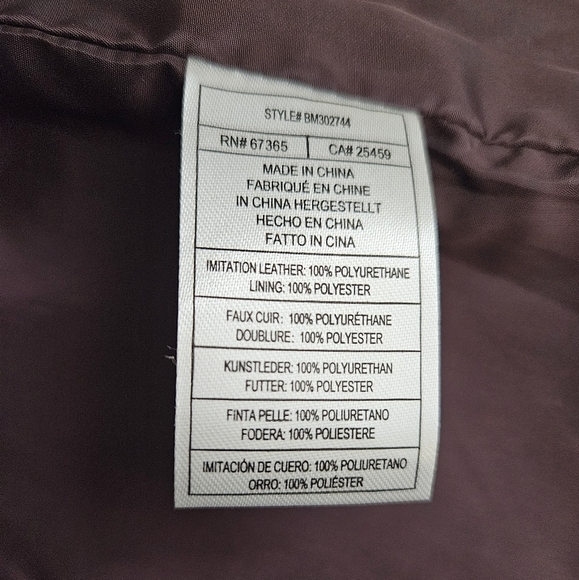 STYLE# BM302744
RN# 67365 CA# 25459
MADE IN CHINA
FABRIQUÉ EN CHINE
IN CHINA HERGESTELLT
HECHO EN CHINA
FATTO IN CINA
IMITATION LEATHER: 100% POLYURETHANE
LINING: 100% POLYESTER
FAUX CUIR: 100% POLYURÉTHANE
DOUBLURE: 100% POLYESTER
KUNSTLEDER: 100% POLYURETHAN
FUTTER: 100% POLYESTER
FINTA PELLE: 100% POLIURETANO
FODERA: 100% POLIESTERE
IMITACIÓN DE CUERO: 100% POLIURETANO
ORRO: 100% POLIÉSTER